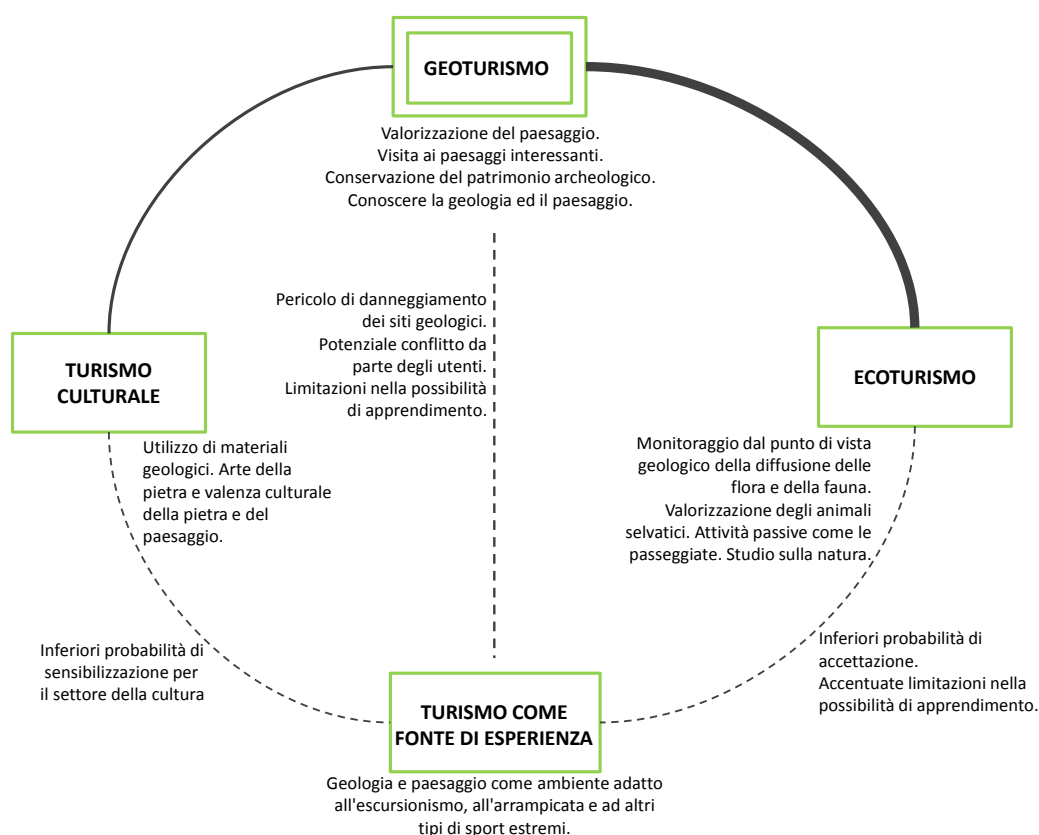 GEOTURISMO
Valorizzazione del paesaggio.
Visita ai paesaggi interessanti.
Conservazione del patrimonio archeologico.
Conoscere la geologia ed il paesaggio.
Pericolo di danneggiamento
dei siti geologici.
Potenziale conflitto da
parte degli utenti.
Limitazioni nella possibilità
di apprendimento.
TURISMO
CULTURALE
Utilizzo di materiali
geologici. Arte della
pietra e valenza culturale
della pietra e del
paesaggio.
ECOTURISMO
Monitoraggio dal punto di vista
geologico della diffusione delle
flora e della fauna.
Valorizzazione degli animali
selvatici. Attività passive come le
passeggiate. Studio sulla natura.
Inferiori probabilità di
sensibilizzazione per
il settore della cultura
Inferiori probabilità di
accettazione.
Accentuate limitazioni nella
possibilità di apprendimento.
TURISMO COME
FONTE DI ESPERIENZA
Geologia e paesaggio come ambiente adatto
all'escursionismo, all'arrampicata e ad altri
tipi di sport estremi.